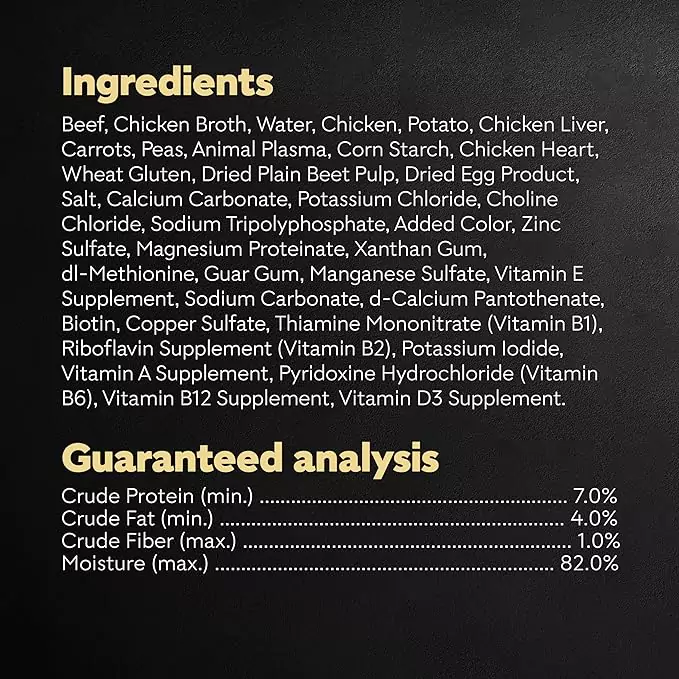 Ingredients
Beef, Chicken Broth, Water, Chicken, Potato, Chicken Liver,
Carrots, Peas, Animal Plasma, Corn Starch, Chicken Heart,
Wheat Gluten, Dried Plain Beet Pulp, Dried Egg Product,
Salt, Calcium Carbonate, Potassium Chloride, Choline
Chloride, Sodium Tripolyphosphate, Added Color, Zinc
Sulfate, Magnesium Proteinate, Xanthan Gum,
dl-Methionine, Guar Gum, Manganese Sulfate, Vitamin E
Supplement, Sodium Carbonate, d-Calcium Pantothenate,
Biotin, Copper Sulfate, Thiamine Mononitrate (Vitamin B1),
Riboflavin Supplement (Vitamin B2), Potassium Iodide,
Vitamin A Supplement, Pyridoxine Hydrochloride (Vitamin
B6), Vitamin B12 Supplement, Vitamin D3 Supplement.
Guaranteed analysis
Crude Protein (min.) ........................................ 7.0%
Crude Fat (min.) ............................................. 4.0%
Crude Fiber (max.) .......................................... 1.0%
Moisture (max.) ............................................ 82.0%